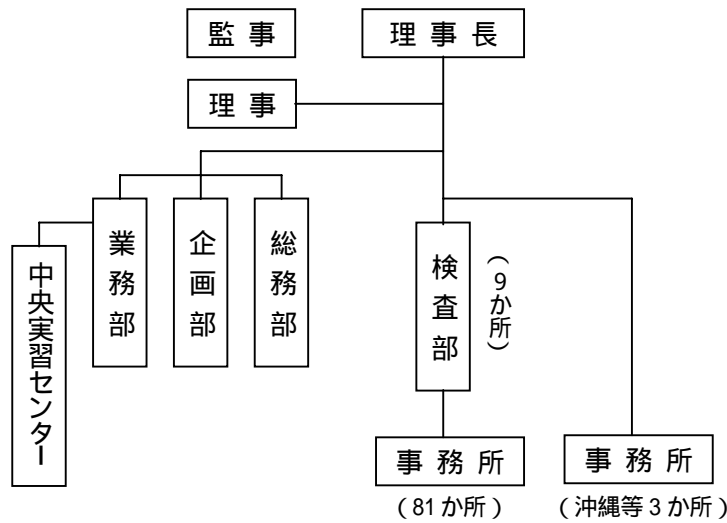 監事
理事長
理事
業務部
企画部
総務部
中央実習センター
検査部
(9か所)
事務所
(81か所)
事務所
(沖縄等3か所)